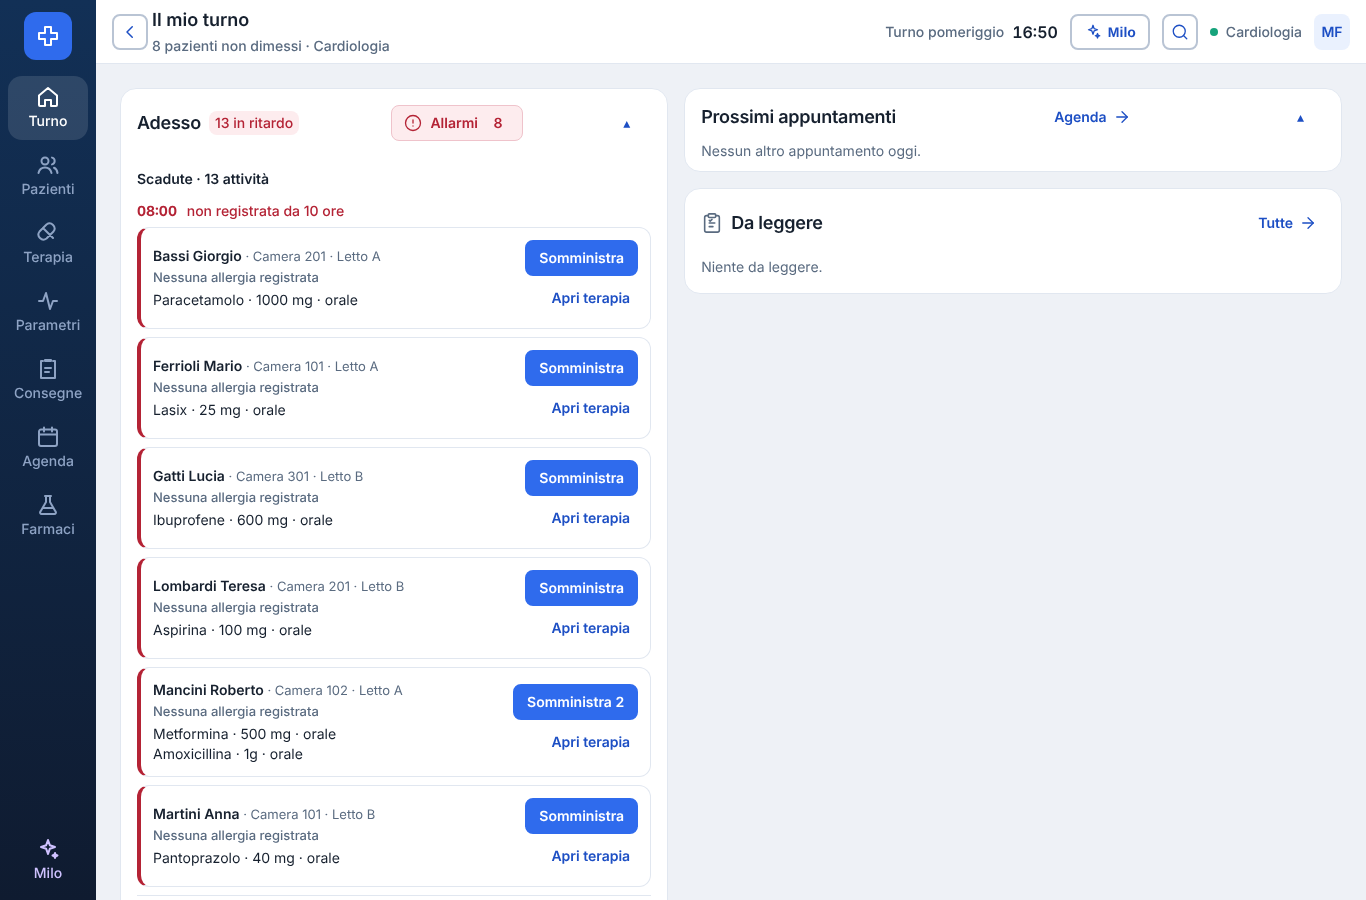 Turno
Pazienti
Terapia
Parametri
Consegne
Agenda
Farmaci
Milo
Il mio turno
8 pazienti non dimessi · Cardiologia
Turno pomeriggio 16:50
Milo
Cardiologia
MF
Adesso 13 in ritardo
Allarmi 8
Scadute · 13 attività
08:00 non registrata da 10 ore
Bassi Giorgio · Camera 201 · Letto A
Nessuna allergia registrata
Paracetamolo · 1000 mg · orale
Somministra
Apri terapia
Ferrioli Mario · Camera 101 · Letto A
Nessuna allergia registrata
Lasix · 25 mg · orale
Somministra
Apri terapia
Gatti Lucia · Camera 301 · Letto B
Nessuna allergia registrata
Ibuprofene · 600 mg · orale
Somministra
Apri terapia
Lombardi Teresa · Camera 201 · Letto B
Nessuna allergia registrata
Aspirina · 100 mg · orale
Somministra
Apri terapia
Mancini Roberto · Camera 102 · Letto A
Nessuna allergia registrata
Metformina · 500 mg · orale
Amoxicillina · 1g · orale
Somministra 2
Apri terapia
Martini Anna · Camera 101 · Letto B
Nessuna allergia registrata
Pantoprazolo · 40 mg · orale
Somministra
Apri terapia
Prossimi appuntamenti
Agenda
Nessun altro appuntamento oggi.
Da leggere
Tutte
Niente da leggere.